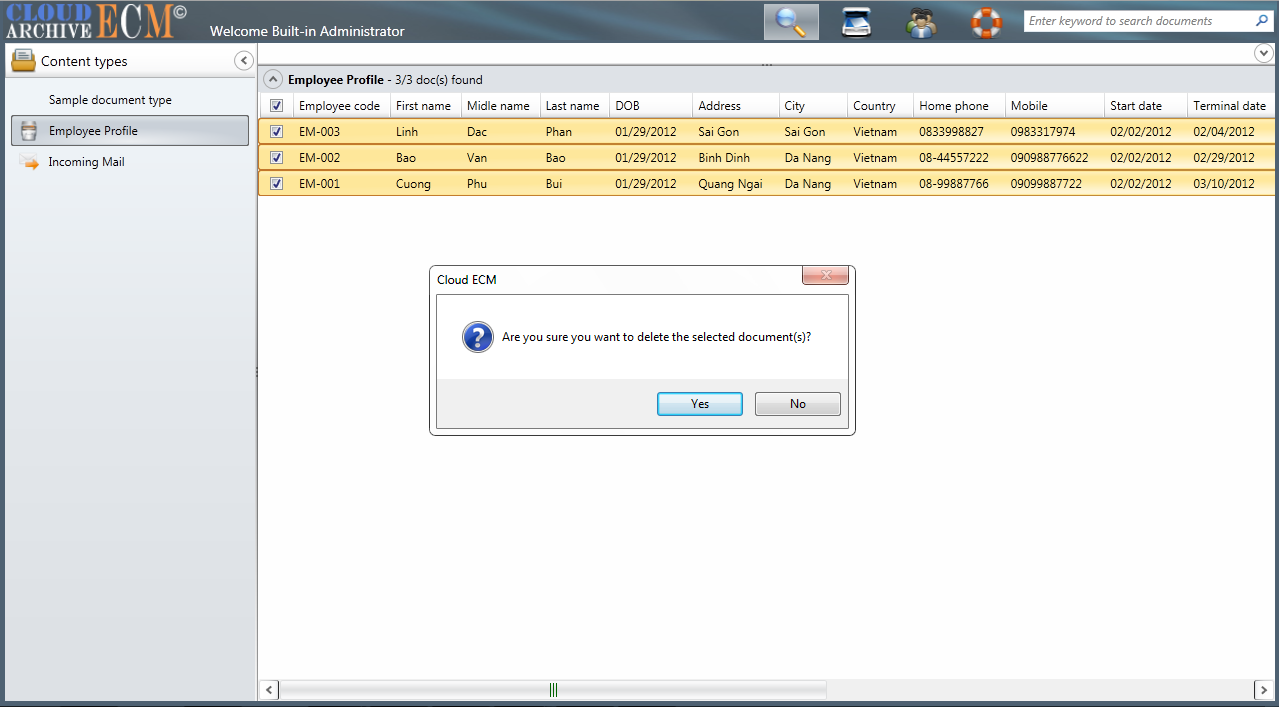 CLOUD ARCHIVE ECM©
Welcome Built-in Administrator
Enter keyword to search documents
Content types
Sample document type
Employee Profile
Incoming Mail
Employee Profile - 3/3 doc(s) found
Employee code First name Midle name Last name DOB Address City Country Home phone Mobile Start date Terminal date
EM-003 Linh Dac Phan 01/29/2012 Sai Gon Sai Gon Vietnam 0833998827 0983317974 02/02/2012 02/04/2012
EM-002 Bao Van Bao 01/29/2012 Binh Dinh Da Nang Vietnam 08-44557222 090988776622 02/02/2012 02/29/2012
EM-001 Cuong Phu Bui 01/29/2012 Quang Ngai Da Nang Vietnam 08-99887766 09099887722 02/02/2012 03/10/2012
Cloud ECM
Are you sure you want to delete the selected document(s)?
Yes No